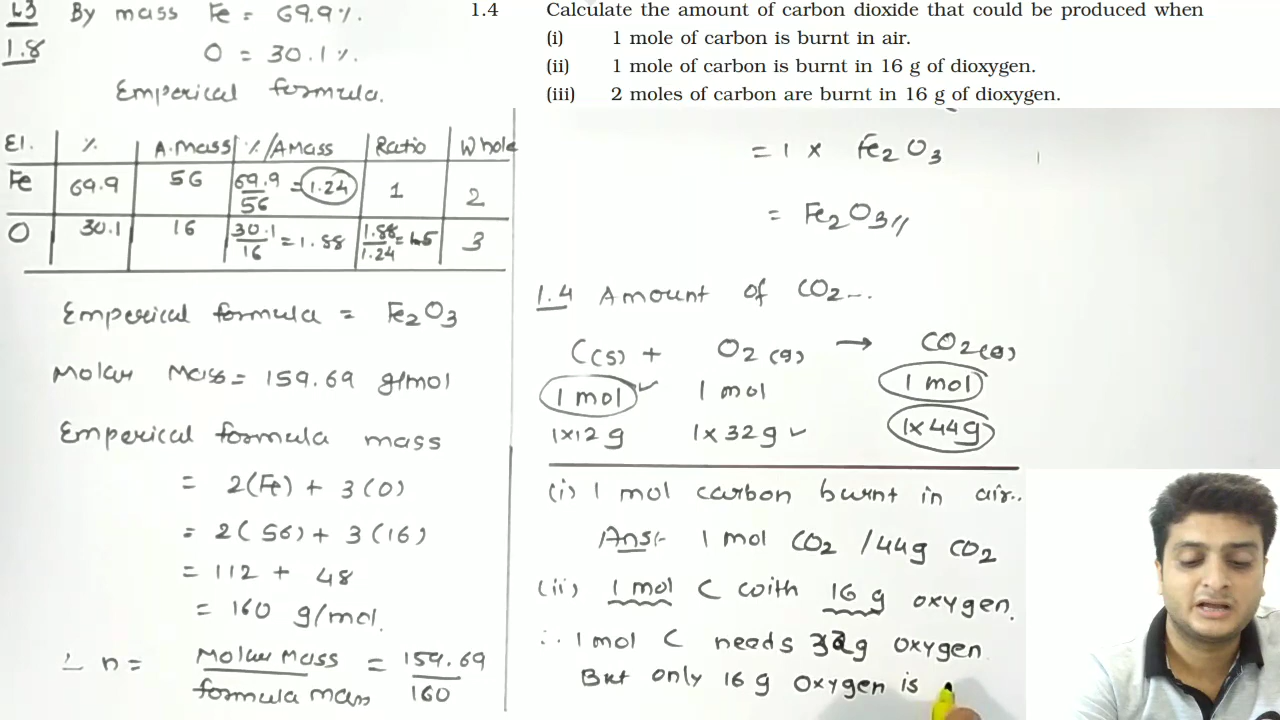 L3 By mass Fe = 69.9%.
1.8 O = 30.1%.
Emperical formula.
El. % A.Mass %/AMass Ratio Whole
Fe 69.9 56 69.9/56 = 1.24 1 2
O 30.1 16 30.1/16 = 1.88 1.88/1.24 = 1.5 3
Emperical formula = Fe2O3
Molar Mass = 159.69 g/mol
Emperical formula mass
= 2(Fe) + 3(O)
= 2(56) + 3(16)
= 112 + 48
= 160 g/mol.
∴ n = Molar Mass/formula mass = 159.69/160
1.4 Calculate the amount of carbon dioxide that could be produced when
(i) 1 mole of carbon is burnt in air.
(ii) 1 mole of carbon is burnt in 16 g of dioxygen.
(iii) 2 moles of carbon are burnt in 16 g of dioxygen.
= 1 x Fe2O3
= Fe2O3//
1.4 Amount of CO2...
C(s) + O2(g) → CO2(g)
1 mol 1 mol 1 mol
1x12g 1x32g 1x44g
(i) 1 mol carbon burnt in air..
Ans:- 1 mol CO2 /44g CO2
(ii) 1 mol C with 16 g oxygen.
∴ 1 mol C needs 32g oxygen
But only 16 g oxygen is